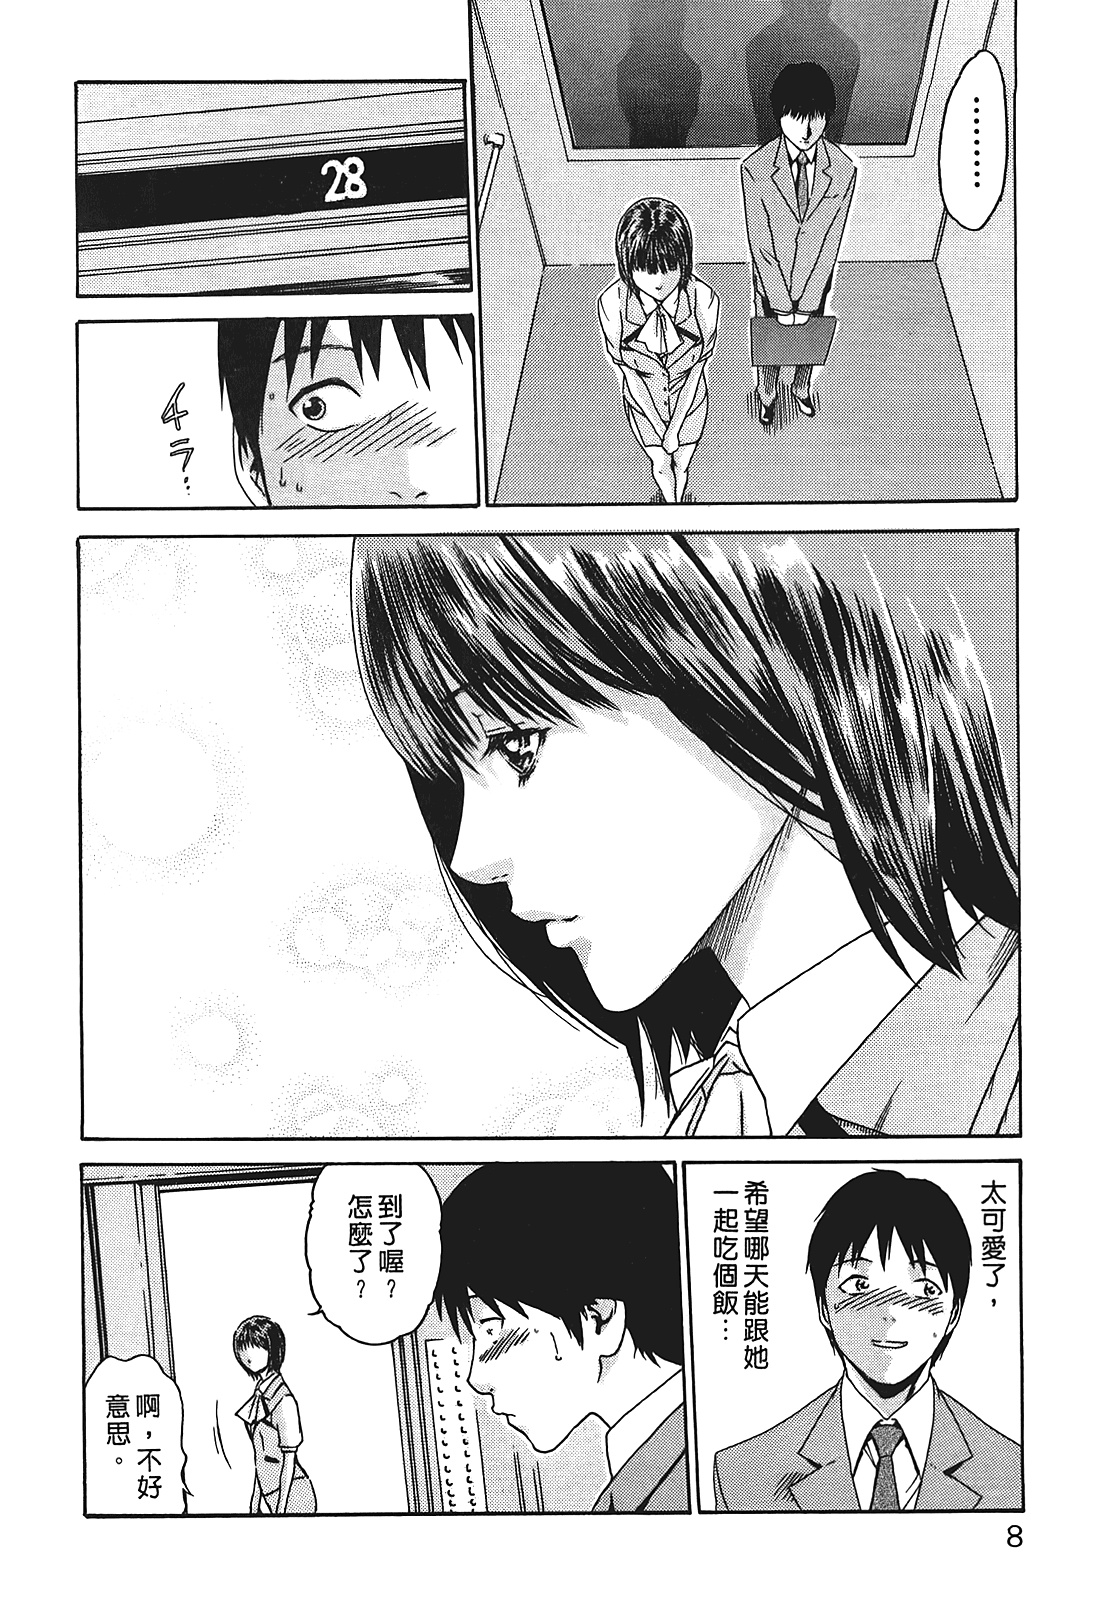 ………
28
チラ…
太可愛了，
希望哪天能跟她
一起吃個飯…
到了喔？
怎麼了？
啊，不好
意思。
8